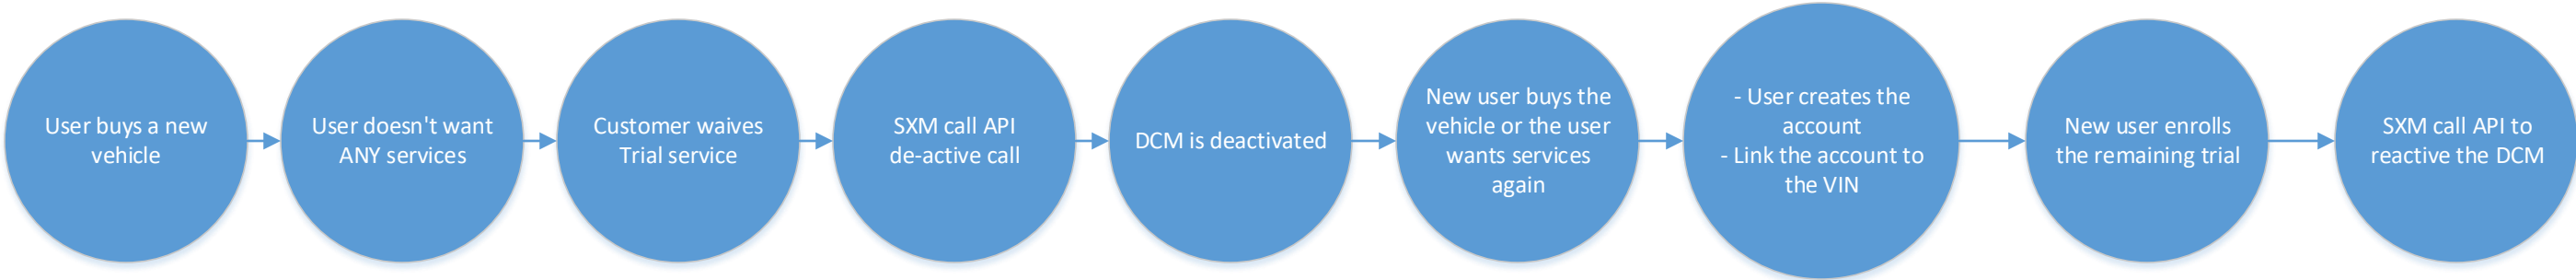 User buys a new
vehicle
User doesn't want
ANY services
Customer waives
Trial service
SXM call API
de-active call
DCM is deactivated
New user buys the
vehicle or the user
wants services
again
- User creates the
account
- Link the account to
the VIN
New user enrolls
the remaining trial
SXM call API to
reactive the DCM